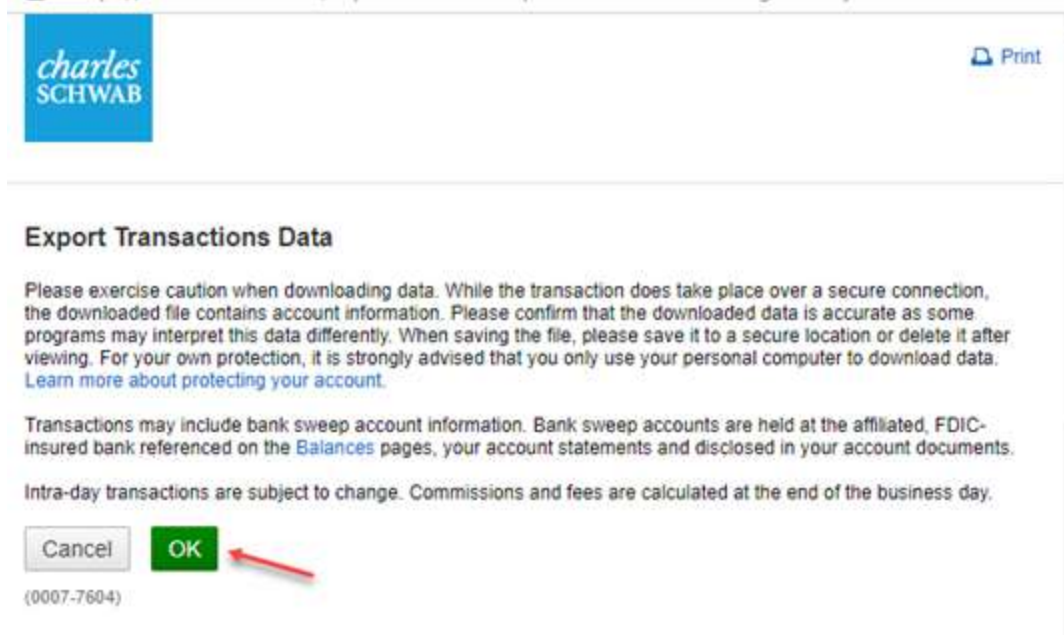 charles
SCHWAB
Print
Export Transactions Data
Please exercise caution when downloading data. While the transaction does take place over a secure connection,
the downloaded file contains account information. Please confirm that the downloaded data is accurate as some
programs may interpret this data differently. When saving the file, please save it to a secure location or delete it after
viewing. For your own protection, it is strongly advised that you only use your personal computer to download data.
Learn more about protecting your account.
Transactions may include bank sweep account information. Bank sweep accounts are held at the affiliated, FDIC-
insured bank referenced on the Balances pages, your account statements and disclosed in your account documents.
Intra-day transactions are subject to change. Commissions and fees are calculated at the end of the business day.
Cancel OK
(0007-7604)